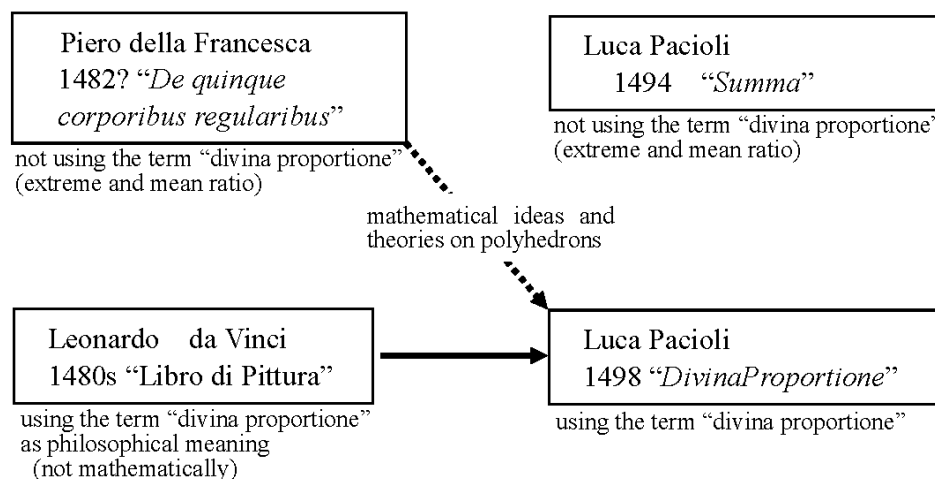 Piero della Francesca
1482? “De quinque
corporibus regularibus”
not using the term “divina proportione”
(extreme and mean ratio)
Luca Pacioli
1494 “Summa”
not using the term “divina proportione”
(extreme and mean ratio)
mathematical ideas and
theories on polyhedrons
Leonardo da Vinci
1480s “Libro di Pittura”
using the term “divina proportione”
as philosophical meaning
(not mathematically)
Luca Pacioli
1498 “DivinaProportione”
using the term “divina proportione”